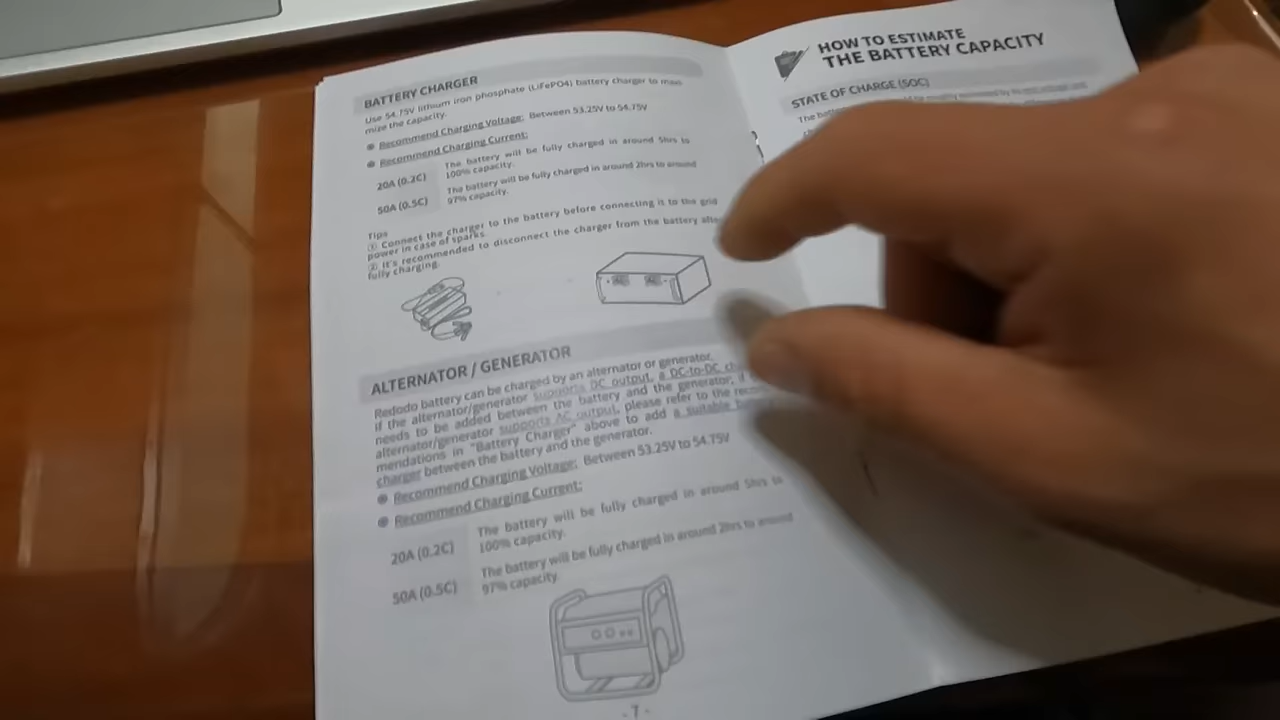 BATTERY CHARGER
Use 54.75V lithium iron phosphate (LiFePO4) battery charger to maxi-
mize the capacity.
Recommend Charging Voltage: Between 53.25V to 54.75V
Recommend Charging Current:
20A (0.2C) The battery will be fully charged in around 5hrs to
100% capacity.
50A (0.5C) The battery will be fully charged in around 2hrs to around
97% capacity.
Tips
① Connect the charger to the battery before connecting it to the grid
power in case of sparks.
② It's recommended to disconnect the charger from the battery after
fully charging.
ALTERNATOR / GENERATOR
Redodo battery can be charged by an alternator or generator.
If the alternator/generator supports DC output, a DC-to-DC
needs to be added between the battery and the generator; if
alternator/generator supports AC output, please refer to the recom-
mendations in "Battery Charger" above to add a suitable
charger between the battery and the generator.
Recommend Charging Voltage: Between 53.25V to 54.75V
Recommend Charging Current:
20A (0.2C) The battery will be fully charged in around 5hrs to
100% capacity.
50A (0.5C) The battery will be fully charged in around 2hrs to around
97% capacity.
- 7 -
HOW TO ESTIMATE
THE BATTERY CAPACITY
STATE OF CHARGE (SOC)
The